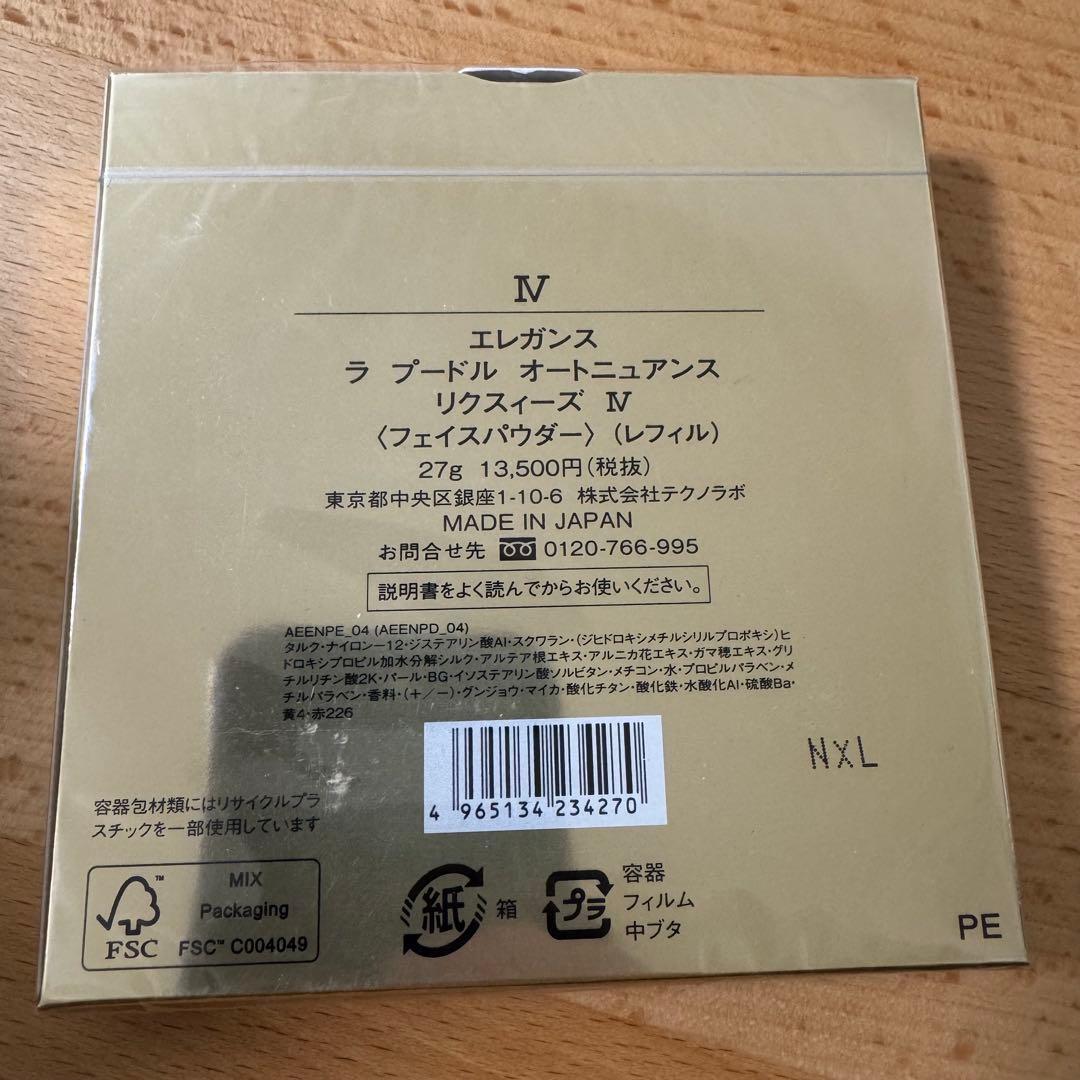 Ⅳ
エレガンス
ラ プードル オートニュアンス
リクスィーズ Ⅳ
〈フェイスパウダー〉（レフィル）
27g 13,500円（税抜）
東京都中央区銀座1-10-6 株式会社テクノラボ
MADE IN JAPAN
お問合せ先 0120-766-995
説明書をよく読んでからお使いください。
AEENPE_04 (AEENPD_04)
タルク・ナイロン－12・ジステアリン酸Al・スクワラン・（ジヒドロキシメチルシリルプロポキシ）ヒ
ドロキシプロピル加水分解シルク・アルテア根エキス・アルニカ花エキス・ガマ穂エキス・グリ
チルリチン酸2K・パール・BG・イソステアリン酸ソルビタン・メチコン・水・プロピルパラベン・メ
チルパラベン・香料・（＋／－）・グンジョウ・マイカ・酸化チタン・酸化鉄・水酸化Al・硫酸Ba・
黄4・赤226
4 965134 234270
NXL
容器包材類にはリサイクルプラ
スチックを一部使用しています
FSC™
MIX
Packaging
FSC™ C004049
紙 箱
プラ
容器
フィルム
中ブタ
PE